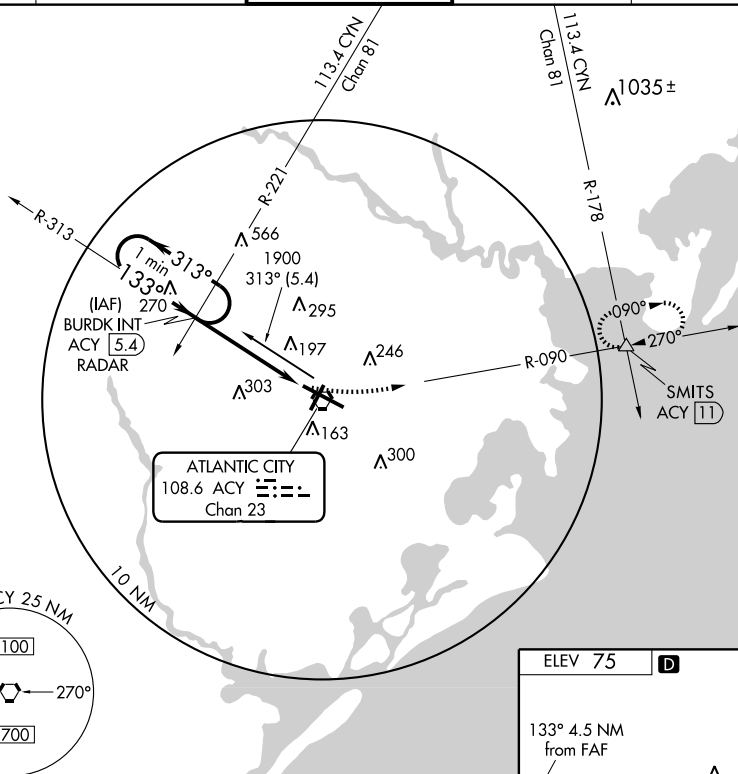 113.4 CYN
Chan 81
113.4 CYN
Chan 81
1035±
R-221
R-178
R-313
566
1 min
313°
133°
1900
313° (5.4)
270
(IAF)
BURDK INT
ACY 5.4
RADAR
295
197
246
303
163
300
090°
270°
R-090
SMITS
ACY 11
ATLANTIC CITY
108.6 ACY
Chan 23
10 NM
CY 25 NM
100
270°
700
ELEV 75 D
133° 4.5 NM
from FAF